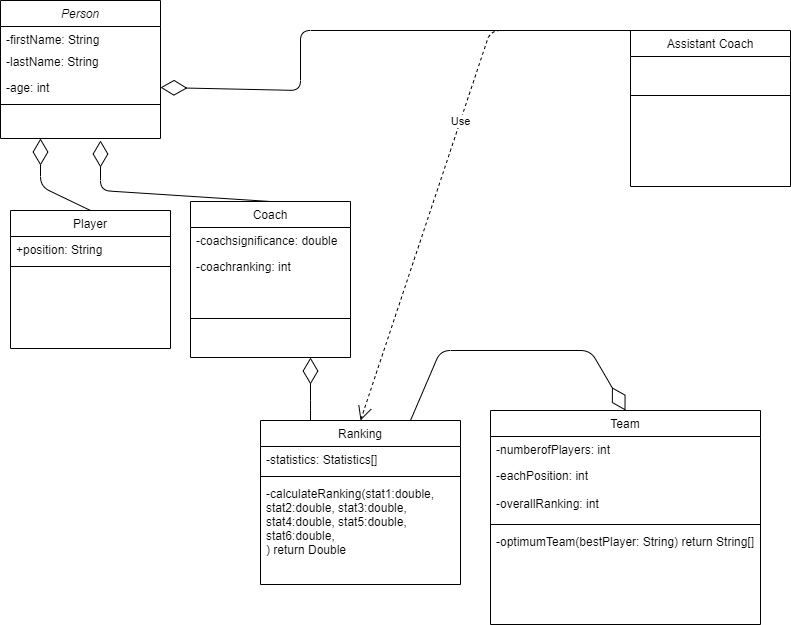 Person
-firstName: String
-lastName: String
-age: int
Assistant Coach
Use
Player
+position: String
Coach
-coachsignificance: double
-coachranking: int
Ranking
-statistics: Statistics[]
-calculateRanking(stat1:double,
stat2:double, stat3:double,
stat4:double, stat5:double,
stat6:double,
) return Double
Team
-numberofPlayers: int
-eachPosition: int
-overallRanking: int
-optimumTeam(bestPlayer: String) return String[]